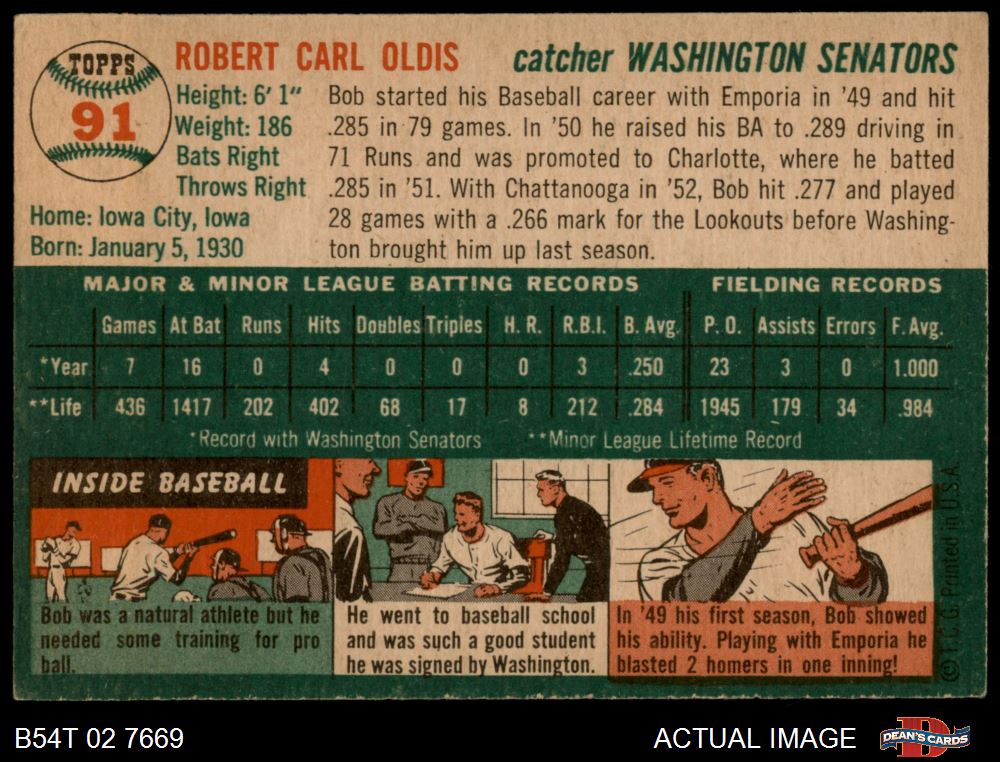 TOPPS
91
ROBERT CARL OLDIS
catcher WASHINGTON SENATORS
Height: 6' 1"
Weight: 186
Bats Right
Throws Right
Home: Iowa City, Iowa
Born: January 5, 1930
Bob started his Baseball career with Emporia in '49 and hit
.285 in 79 games. In '50 he raised his BA to .289 driving in
71 Runs and was promoted to Charlotte, where he batted
.285 in '51. With Chattanooga in '52, Bob hit .277 and played
28 games with a .266 mark for the Lookouts before Washing-
ton brought him up last season.
MAJOR & MINOR LEAGUE BATTING RECORDS FIELDING RECORDS
Games At Bat Runs Hits Doubles Triples H. R. R.B.I. B. Avg. P. O. Assists Errors F. Avg.
*Year 7 16 0 4 0 0 0 3 .250 23 3 0 1.000
**Life 436 1417 202 402 68 17 8 212 .284 1945 179 34 .984
*Record with Washington Senators **Minor League Lifetime Record
INSIDE BASEBALL
Bob was a natural athlete but he
needed some training for pro
ball.
He went to baseball school
and was such a good student
he was signed by Washington.
In '49 his first season, Bob showed
his ability. Playing with Emporia he
blasted 2 homers in one inning!
© T.C.G. Printed in U.S.A.
B54T 02 7669
ACTUAL IMAGE
D
DEAN'S CARDS